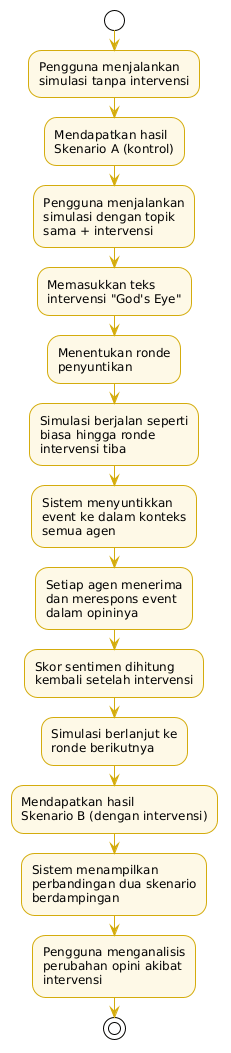 Pengguna menjalankan
simulasi tanpa intervensi
Mendapatkan hasil
Skenario A (kontrol)
Pengguna menjalankan
simulasi dengan topik
sama + intervensi
Memasukkan teks
intervensi "God's Eye"
Menentukan ronde
penyuntikan
Simulasi berjalan seperti
biasa hingga ronde
intervensi tiba
Sistem menyuntikkan
event ke dalam konteks
semua agen
Setiap agen menerima
dan merespons event
dalam opininya
Skor sentimen dihitung
kembali setelah intervensi
Simulasi berlanjut ke
ronde berikutnya
Mendapatkan hasil
Skenario B (dengan intervensi)
Sistem menampilkan
perbandingan dua skenario
berdampingan
Pengguna menganalisis
perubahan opini akibat
intervensi